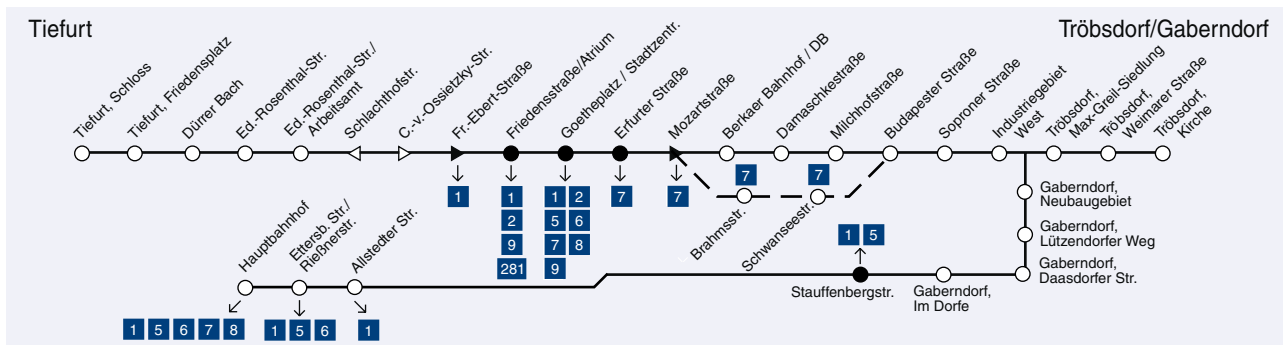 Tiefurt
Tröbsdorf/Gaberndorf
Tiefurt, Schloss
Tiefurt, Friedensplatz
Dürrer Bach
Ed.-Rosenthal-Str.
Ed.-Rosenthal-Str./
Arbeitsamt
Schlachthofstr.
C.-v.-Ossietzky-Str.
Fr.-Ebert-Straße
Friedensstraße/Atrium
Goetheplatz / Stadtzentr.
Erfurter Straße
Mozartstraße
Berkaer Bahnhof / DB
Damaschkestraße
Milchhofstraße
Budapester Straße
Soproner Straße
Industriegebiet
West
Tröbsdorf,
Max-Greil-Siedlung
Tröbsdorf,
Weimarer Straße
Tröbsdorf,
Kirche
1
1
2
9
281
1 2
5 6
7 8
9
7
7
7
7
Brahmsstr.
Schwanseestr.
Gaberndorf,
Neubaugebiet
Gaberndorf,
Lützendorfer Weg
Gaberndorf,
Daasdorfer Str.
Gaberndorf,
Im Dorfe
1 5
Stauffenbergstr.
Hauptbahnhof
Ettersb. Str./
Rießnerstr.
Allstedter Str.
1 5 6 7 8
1 5 6
1